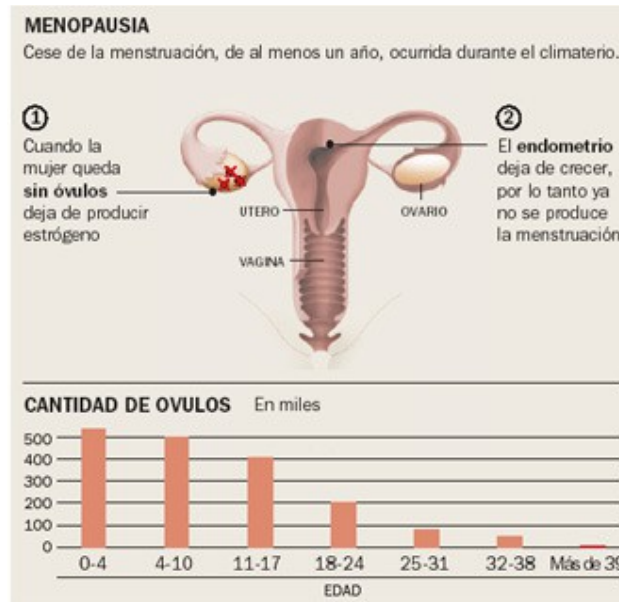 MENOPAUSIA
Cese de la menstruación, de al menos un año, ocurrida durante el climaterio.
1
Cuando la
mujer queda
sin óvulos
deja de producir
estrógeno
2
El endometrio
deja de crecer,
por lo tanto ya
no se produce
la menstruación
UTERO
OVARIO
VAGINA
CANTIDAD DE OVULOS En miles
500
400
300
200
100
0
0-4 4-10 11-17 18-24 25-31 32-38 Más de 39
EDAD